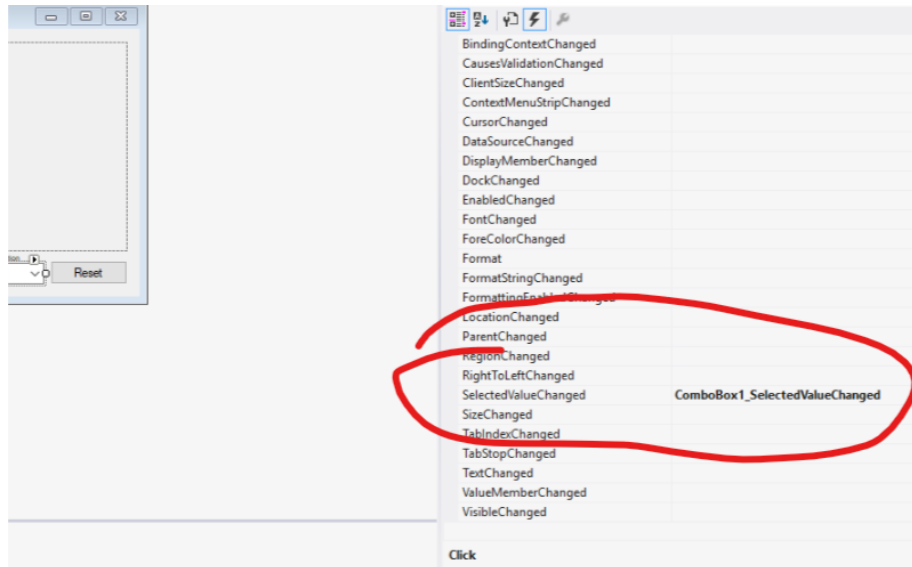 BindingContextChanged
CausesValidationChanged
ClientSizeChanged
ContextMenuStripChanged
CursorChanged
DataSourceChanged
DisplayMemberChanged
DockChanged
EnabledChanged
FontChanged
ForeColorChanged
Format
FormatStringChanged
FormattingEnabledChanged
LocationChanged
ParentChanged
RegionChanged
RightToLeftChanged
SelectedValueChanged ComboBox1_SelectedValueChanged
SizeChanged
TabIndexChanged
TabStopChanged
TextChanged
ValueMemberChanged
VisibleChanged
Click
Reset